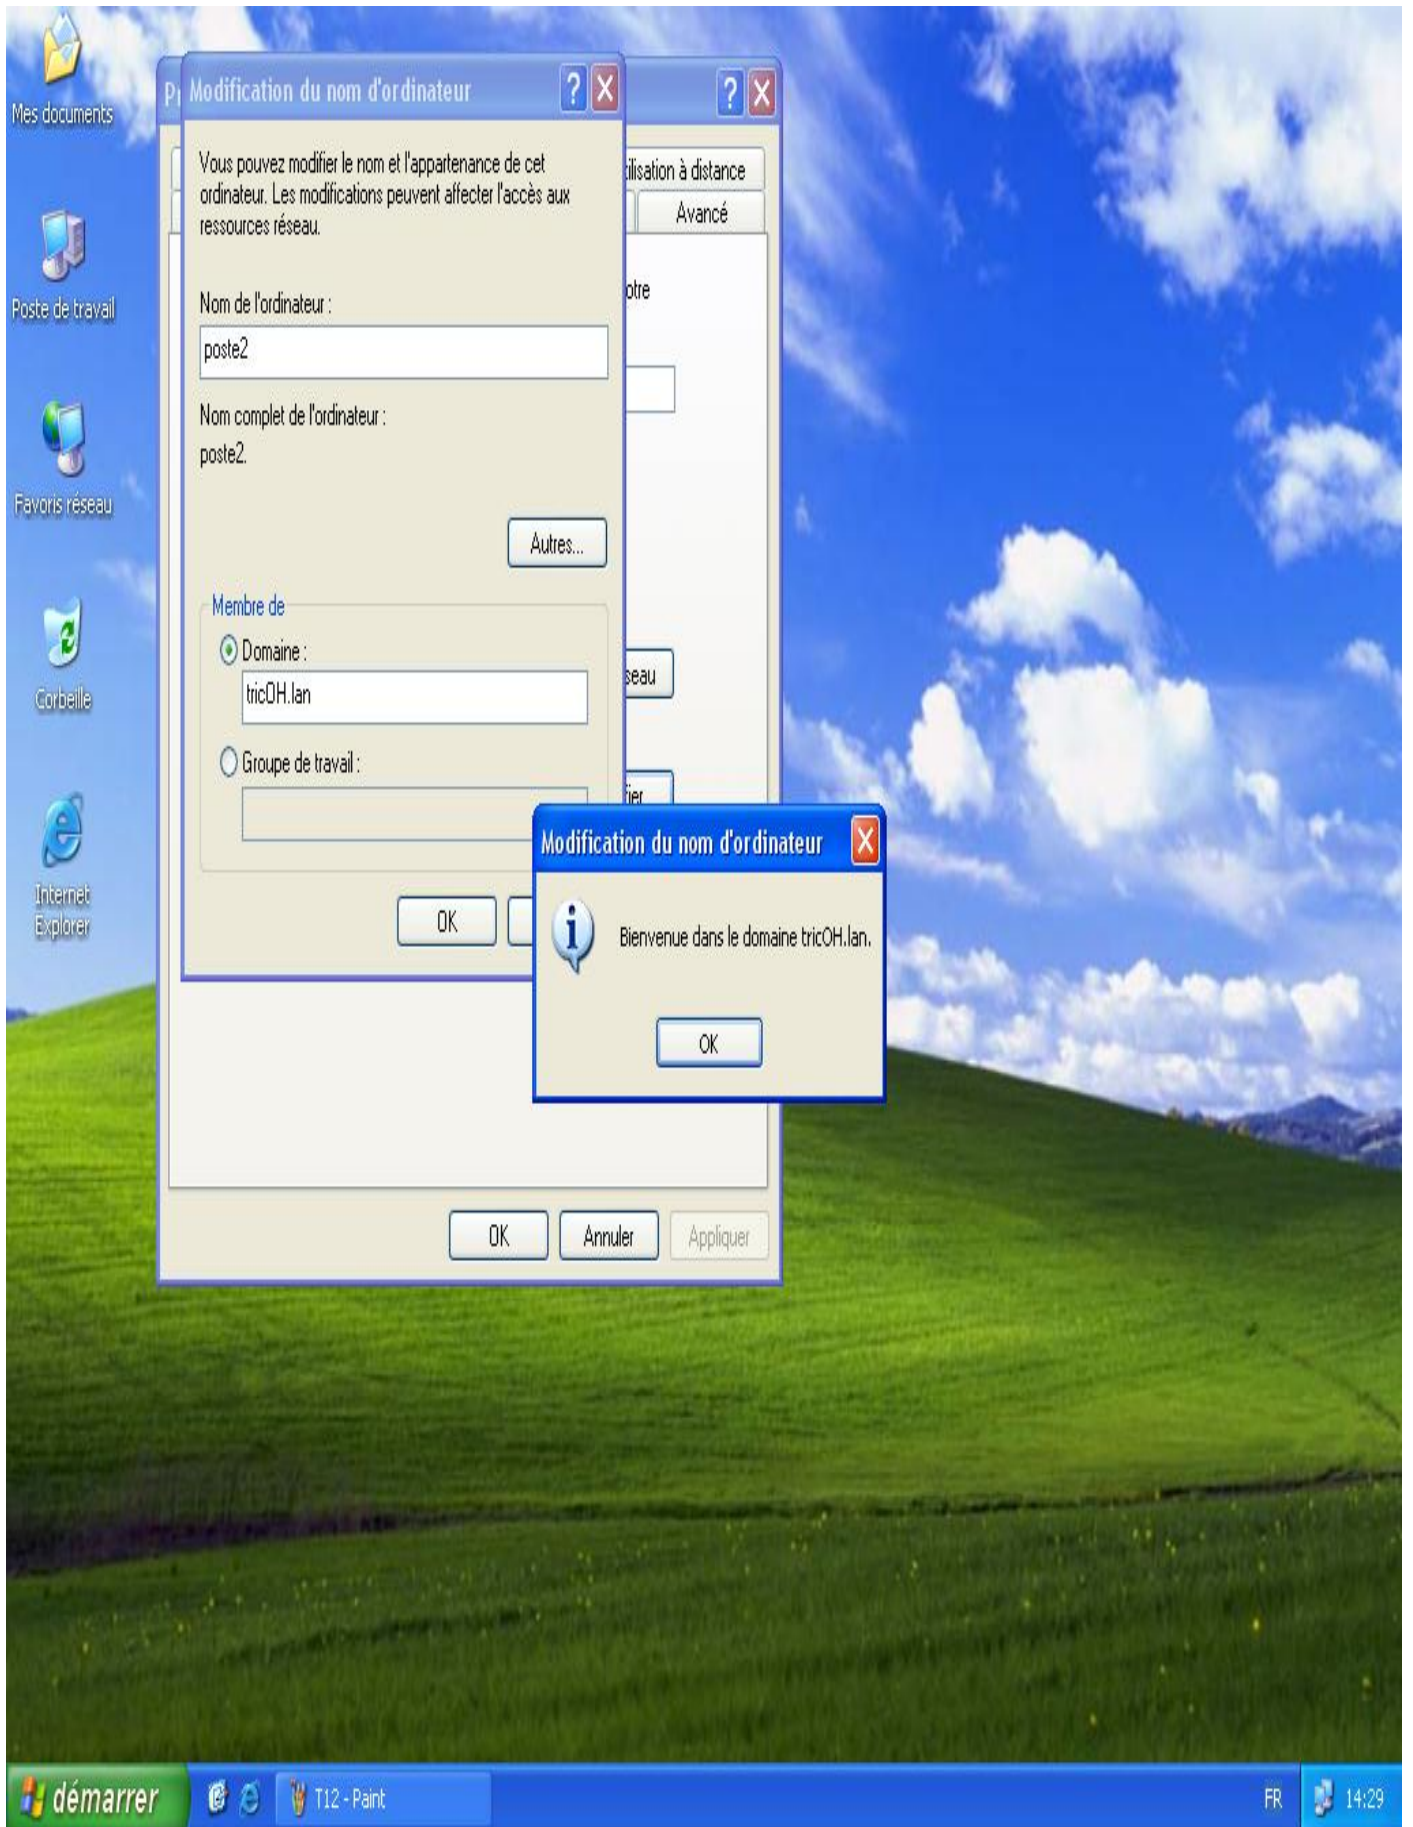 Mes documents
Poste de travail
Favoris réseau
Corbeille
Internet
Explorer
Modification du nom d'ordinateur
Vous pouvez modifier le nom et l'appartenance de cet
ordinateur. Les modifications peuvent affecter l'accès aux
ressources réseau.
Nom de l'ordinateur :
poste2
Nom complet de l'ordinateur :
poste2.
Autres...
Membre de
Domaine :
tricOH.lan
Groupe de travail :
OK
à distance
Avancé
Modification du nom d'ordinateur
Bienvenue dans le domaine tricOH.lan.
OK
OK
Annuler
Appliquer
démarrer
T12 - Paint
FR
14:29